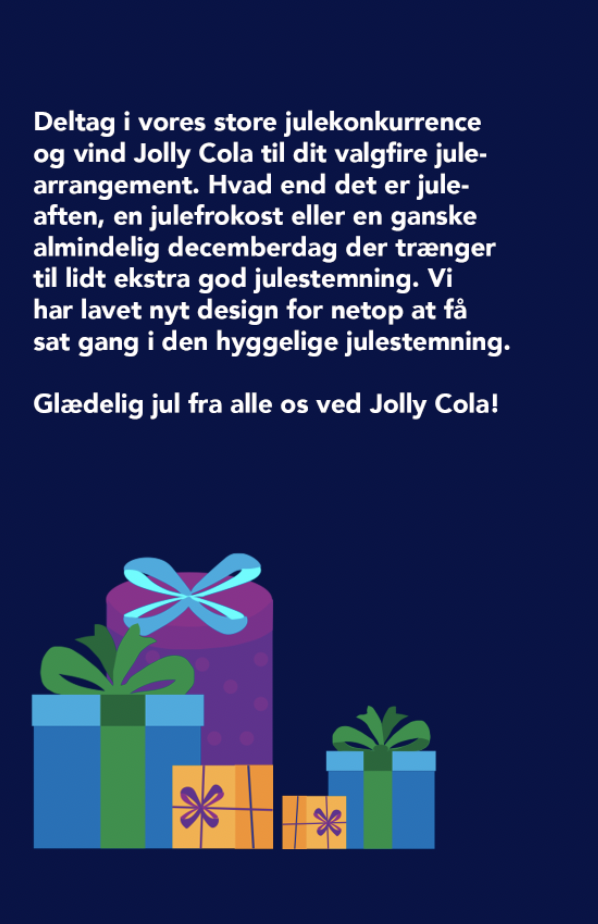 Deltag i vores store julekonkurrence
og vind Jolly Cola til dit valgfire jule-
arrangement. Hvad end det er jule-
aften, en julefrokost eller en ganske
almindelig decemberdag der trænger
til lidt ekstra god julestemning. Vi
har lavet nyt design for netop at få
sat gang i den hyggelige julestemning.
Glædelig jul fra alle os ved Jolly Cola!